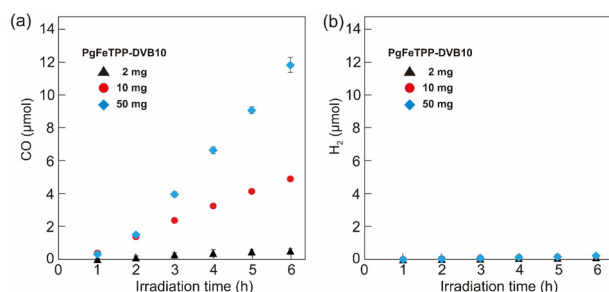 (a)
14
12
10
8
6
4
2
0
CO (μmol)
PgFeTPP-DVB10
2 mg
10 mg
50 mg
0 1 2 3 4 5 6
Irradiation time (h)
(b)
14
12
10
8
6
4
2
0
H₂ (μmol)
PgFeTPP-DVB10
2 mg
10 mg
50 mg
0 1 2 3 4 5 6
Irradiation time (h)